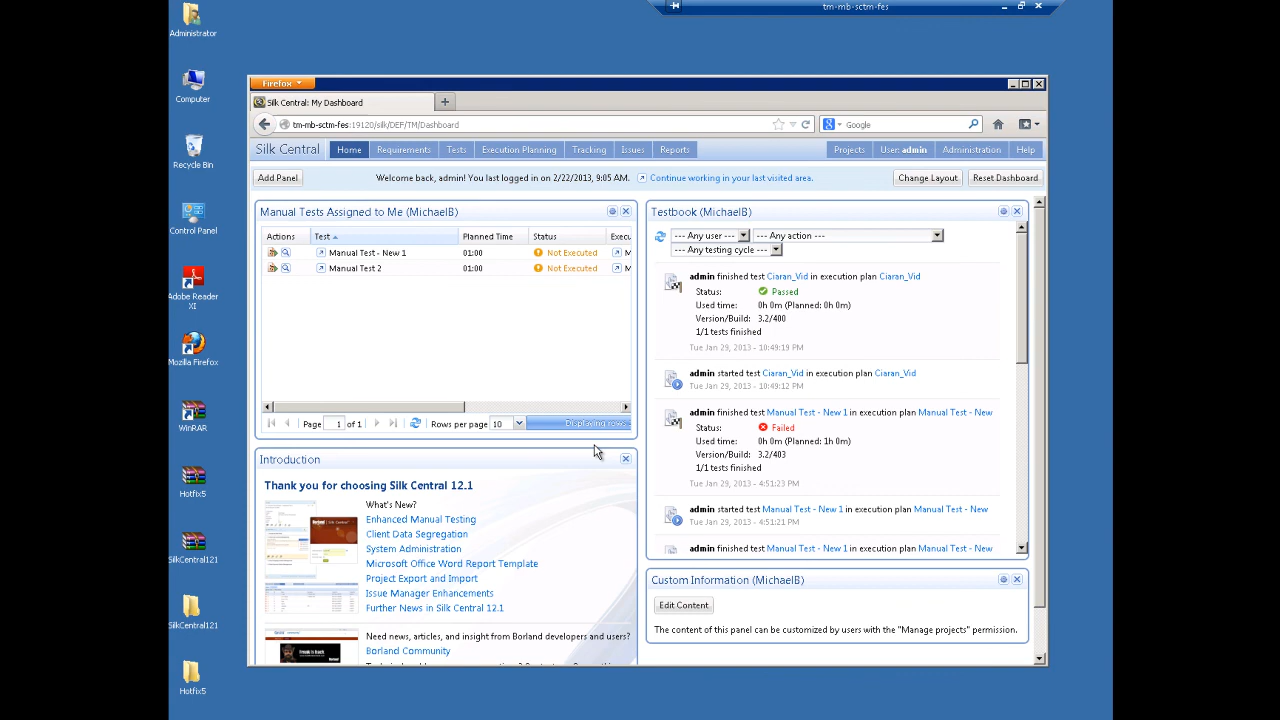 tm-mb-sctm-fes
Administrator
Computer
Recycle Bin
Control Panel
Adobe Reader
XI
Mozilla Firefox
WinRAR
Hotfix5
SilkCentral121
SilkCentral121
Hotfix5
Firefox
Silk Central: My Dashboard
tm-mb-sctm-fes:19120/silk/DEF/TM/Dashboard
Google
Silk Central Home Requirements Tests Execution Planning Tracking Issues Reports Projects User: admin Administration Help
Add Panel Welcome back, admin! You last logged in on 2/22/2013, 9:05 AM. Continue working in your last visited area. Change Layout Reset Dashboard
Manual Tests Assigned to Me (MichaelB)
Actions Test Planned Time Status Execu
Manual Test - New 1 01:00 Not Executed M
Manual Test 2 01:00 Not Executed M
Page 1 of 1 Rows per page 10 Displaying rows
Introduction
Thank you for choosing Silk Central 12.1
What's New?
Enhanced Manual Testing
Client Data Segregation
System Administration
Microsoft Office Word Report Template
Project Export and Import
Issue Manager Enhancements
Further News in Silk Central 12.1
Need news, articles, and insight from Borland developers and users?
Borland Community
Testbook (MichaelB)
--- Any user --- --- Any action ---
--- Any testing cycle ---
admin finished test Ciaran_Vid in execution plan Ciaran_Vid
Status: Passed
Used time: 0h 0m (Planned: 0h 0m)
Version/Build: 3.2/400
1/1 tests finished
Tue Jan 29, 2013 - 10:49:19 PM
admin started test Ciaran_Vid in execution plan Ciaran_Vid
Tue Jan 29, 2013 - 10:49:12 PM
admin finished test Manual Test - New 1 in execution plan Manual Test - New
Status: Failed
Used time: 0h 0m (Planned: 1h 0m)
Version/Build: 3.2/403
1/1 tests finished
Tue Jan 29, 2013 - 4:51:23 PM
admin started test Manual Test - New 1 in execution plan Manual Test - New
Tue Jan 29, 2013 - 4:51:21 PM
admin finished test Manual Test - New 1 in execution plan Manual Test - New
Custom Information (MichaelB)
Edit Content
The content of this panel can be customized by users with the "Manage projects" permission.